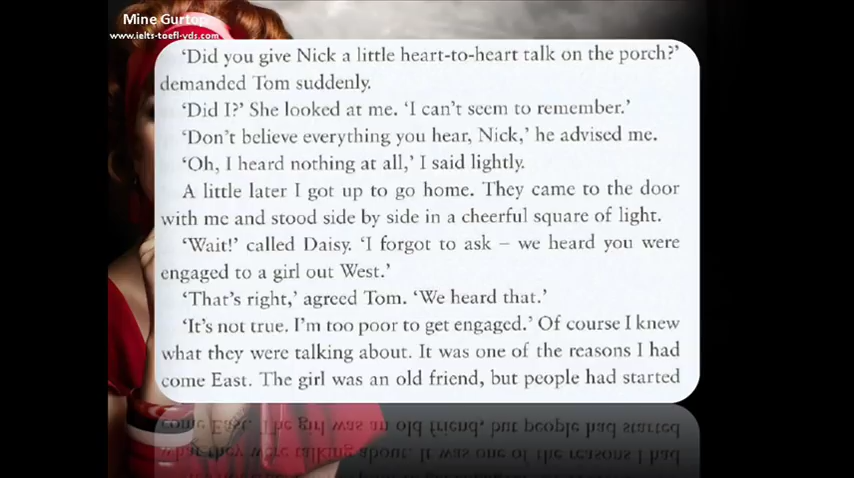 Mine Gurtop
www.ielts-toefl-yds.com
‘Did you give Nick a little heart-to-heart talk on the porch?’
demanded Tom suddenly.
‘Did I?’ She looked at me. ‘I can’t seem to remember.’
‘Don’t believe everything you hear, Nick,’ he advised me.
‘Oh, I heard nothing at all,’ I said lightly.
A little later I got up to go home. They came to the door
with me and stood side by side in a cheerful square of light.
‘Wait!’ called Daisy. ‘I forgot to ask – we heard you were
engaged to a girl out West.’
‘That’s right,’ agreed Tom. ‘We heard that.’
‘It’s not true. I’m too poor to get engaged.’ Of course I knew
what they were talking about. It was one of the reasons I had
come East. The girl was an old friend, but people had started